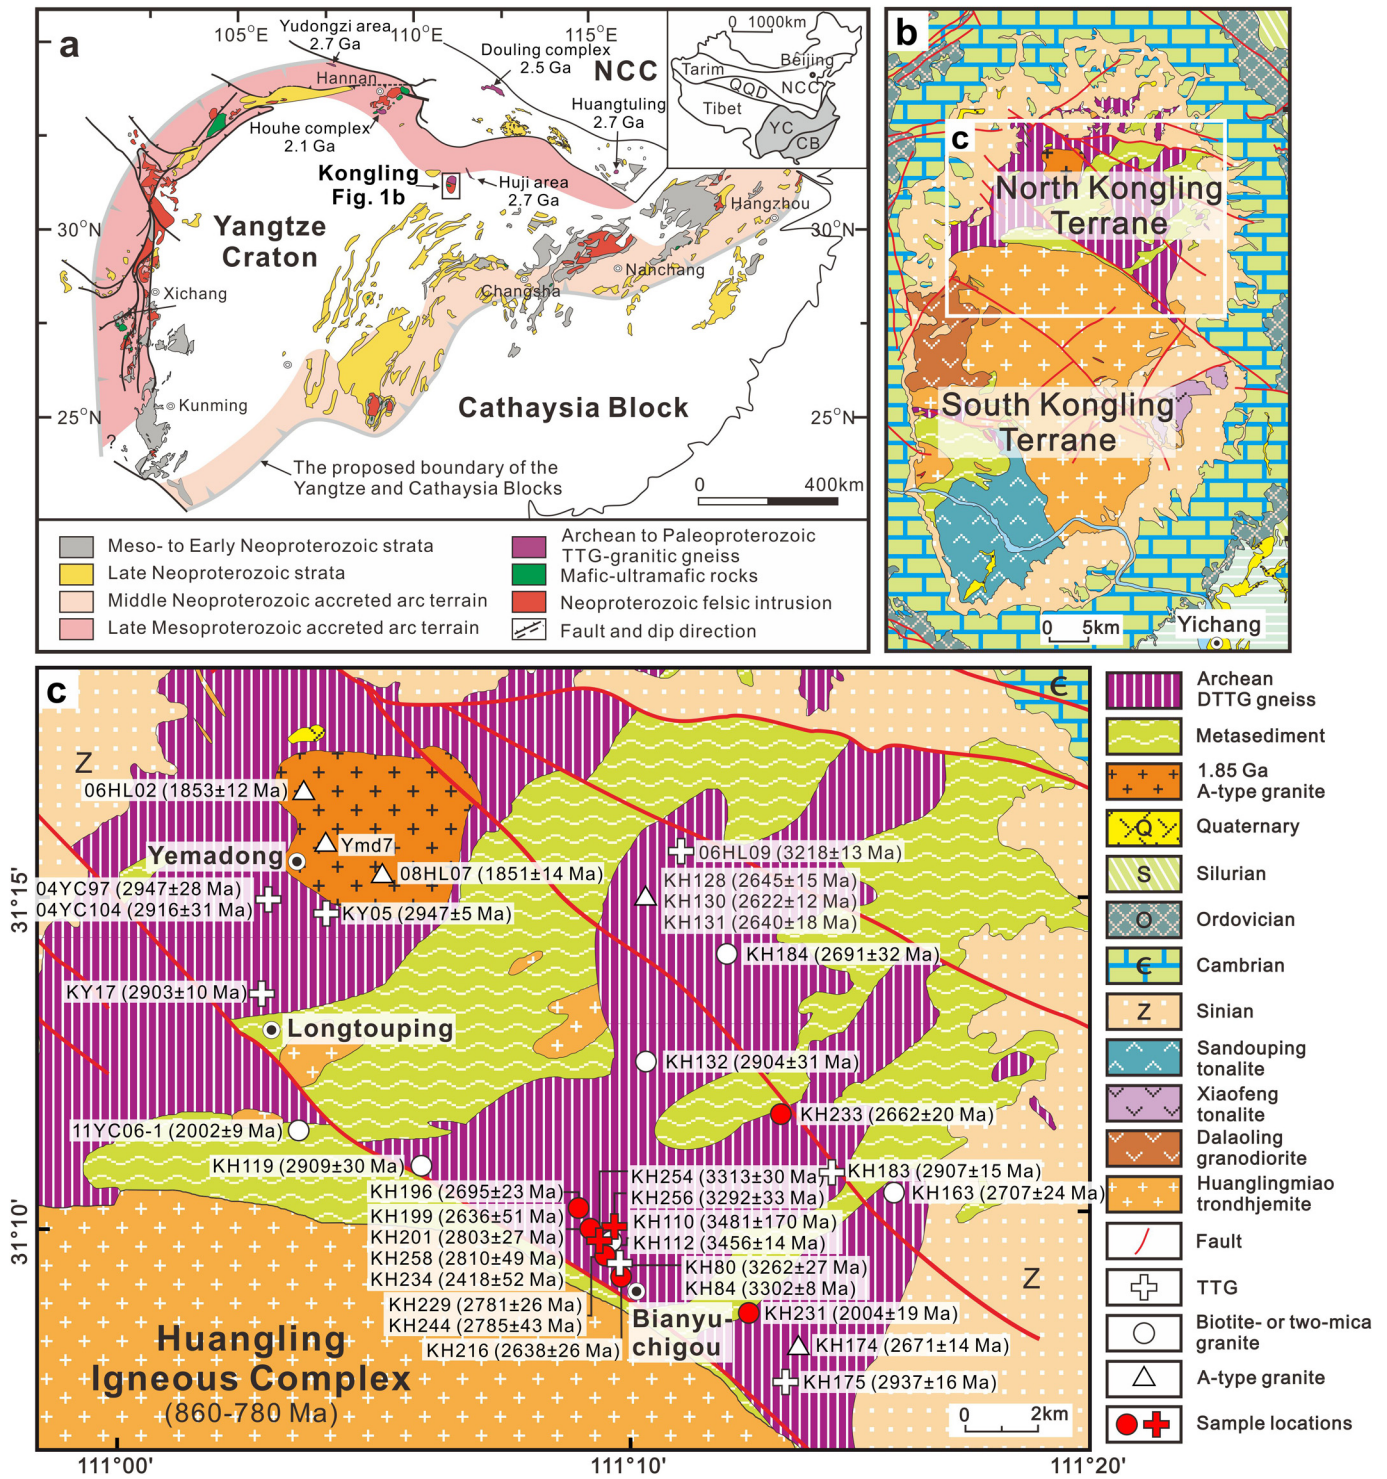 a
105°E
110°E
115°E
Yudongzi area
2.7 Ga
Hannan
Douling complex
2.5 Ga
NCC
Huangtuling
2.7 Ga
Houhe complex
2.1 Ga
Kongling
Fig. 1b
Huji area
2.7 Ga
0 1000km
Tarim
Beijing
QQD
NCC
Tibet
YC
CB
Hangzhou
30°N
30°N
Yangtze
Craton
Nanchang
Changsha
Xichang
Kunming
25°N
25°N
Cathaysia Block
?
The proposed boundary of the
Yangtze and Cathaysia Blocks
0 400km
Meso- to Early Neoproterozoic strata
Late Neoproterozoic strata
Middle Neoproterozoic accreted arc terrain
Late Mesoproterozoic accreted arc terrain
Archean to Paleoproterozoic
TTG-granitic gneiss
Mafic-ultramafic rocks
Neoproterozoic felsic intrusion
Fault and dip direction
b
c
North Kongling
Terrane
South Kongling
Terrane
0 5km
Yichang
c
Є
Z
06HL02 (1853±12 Ma)
Ymd7
Yemadong
08HL07 (1851±14 Ma)
04YC97 (2947±28 Ma)
04YC104 (2916±31 Ma)
KY05 (2947±5 Ma)
06HL09 (3218±13 Ma)
KH128 (2645±15 Ma)
KH130 (2622±12 Ma)
KH131 (2640±18 Ma)
KH184 (2691±32 Ma)
KY17 (2903±10 Ma)
Longtouping
KH132 (2904±31 Ma)
KH233 (2662±20 Ma)
11YC06-1 (2002±9 Ma)
KH119 (2909±30 Ma)
KH254 (3313±30 Ma)
KH183 (2907±15 Ma)
KH196 (2695±23 Ma)
KH256 (3292±33 Ma)
KH163 (2707±24 Ma)
KH199 (2636±51 Ma)
KH110 (3481±170 Ma)
KH201 (2803±27 Ma)
KH112 (3456±14 Ma)
KH258 (2810±49 Ma)
KH80 (3262±27 Ma)
KH234 (2418±52 Ma)
KH84 (3302±8 Ma)
Z
KH229 (2781±26 Ma)
KH244 (2785±43 Ma)
KH216 (2638±26 Ma)
Bianyu-
chigou
KH231 (2004±19 Ma)
KH174 (2671±14 Ma)
KH175 (2937±16 Ma)
Huangling
Igneous Complex
(860-780 Ma)
0 2km
31°15'
31°10'
111°00'
111°10'
111°20'
Archean
DTTG gneiss
Metasediment
1.85 Ga
A-type granite
Q Quaternary
S Silurian
O Ordovician
Є Cambrian
Z Sinian
Sandouping
tonalite
Xiaofeng
tonalite
Dalaoling
granodiorite
Huanglingmiao
trondhjemite
Fault
TTG
Biotite- or two-mica
granite
A-type granite
Sample locations